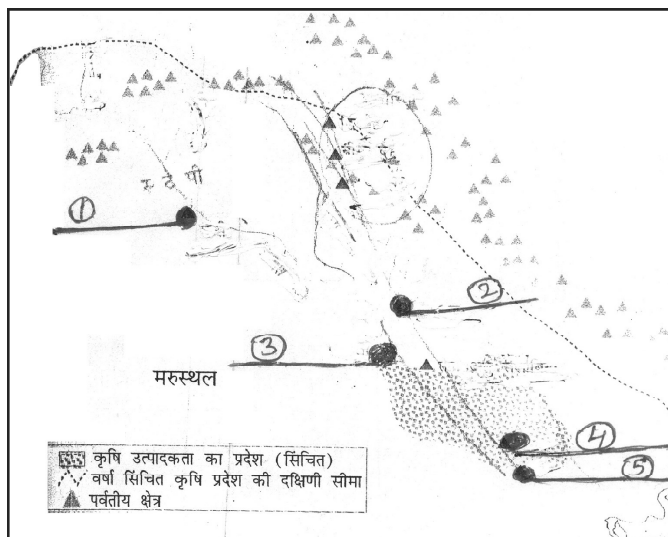 स्टेपी
①
②
③
मरुस्थल
④
⑤
कृषि उत्पादकता का प्रदेश (सिंचित)
वर्षा सिंचित कृषि प्रदेश की दक्षिणी सीमा
पर्वतीय क्षेत्र